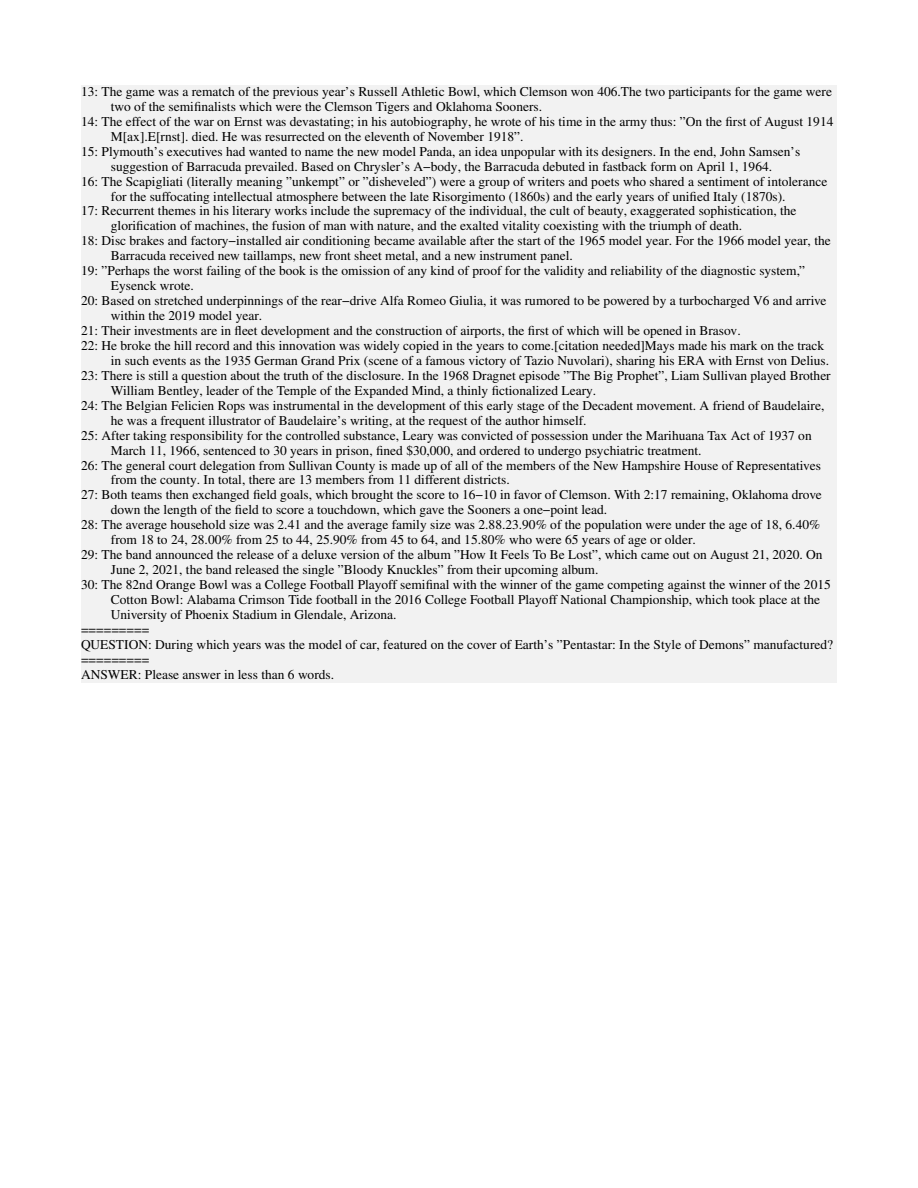 13: The game was a rematch of the previous year's Russell Athletic Bowl, which Clemson won 406.The two participants for the game were
two of the semifinalists which were the Clemson Tigers and Oklahoma Sooners.
14: The effect of the war on Ernst was devastating; in his autobiography, he wrote of his time in the army thus: ”On the first of August 1914
M[ax].E[rnst]. died. He was resurrected on the eleventh of November 1918”.
15: Plymouth's executives had wanted to name the new model Panda, an idea unpopular with its designers. In the end, John Samsen's
suggestion of Barracuda prevailed. Based on Chrysler's A−body, the Barracuda debuted in fastback form on April 1, 1964.
16: The Scapigliati (literally meaning ”unkempt” or ”disheveled”) were a group of writers and poets who shared a sentiment of intolerance
for the suffocating intellectual atmosphere between the late Risorgimento (1860s) and the early years of unified Italy (1870s).
17: Recurrent themes in his literary works include the supremacy of the individual, the cult of beauty, exaggerated sophistication, the
glorification of machines, the fusion of man with nature, and the exalted vitality coexisting with the triumph of death.
18: Disc brakes and factory−installed air conditioning became available after the start of the 1965 model year. For the 1966 model year, the
Barracuda received new taillamps, new front sheet metal, and a new instrument panel.
19: ”Perhaps the worst failing of the book is the omission of any kind of proof for the validity and reliability of the diagnostic system,”
Eysenck wrote.
20: Based on stretched underpinnings of the rear−drive Alfa Romeo Giulia, it was rumored to be powered by a turbocharged V6 and arrive
within the 2019 model year.
21: Their investments are in fleet development and the construction of airports, the first of which will be opened in Brasov.
22: He broke the hill record and this innovation was widely copied in the years to come.[citation needed]Mays made his mark on the track
in such events as the 1935 German Grand Prix (scene of a famous victory of Tazio Nuvolari), sharing his ERA with Ernst von Delius.
23: There is still a question about the truth of the disclosure. In the 1968 Dragnet episode ”The Big Prophet”, Liam Sullivan played Brother
William Bentley, leader of the Temple of the Expanded Mind, a thinly fictionalized Leary.
24: The Belgian Felicien Rops was instrumental in the development of this early stage of the Decadent movement. A friend of Baudelaire,
he was a frequent illustrator of Baudelaire's writing, at the request of the author himself.
25: After taking responsibility for the controlled substance, Leary was convicted of possession under the Marihuana Tax Act of 1937 on
March 11, 1966, sentenced to 30 years in prison, fined $30,000, and ordered to undergo psychiatric treatment.
26: The general court delegation from Sullivan County is made up of all of the members of the New Hampshire House of Representatives
from the county. In total, there are 13 members from 11 different districts.
27: Both teams then exchanged field goals, which brought the score to 16−10 in favor of Clemson. With 2:17 remaining, Oklahoma drove
down the length of the field to score a touchdown, which gave the Sooners a one−point lead.
28: The average household size was 2.41 and the average family size was 2.88.23.90% of the population were under the age of 18, 6.40%
from 18 to 24, 28.00% from 25 to 44, 25.90% from 45 to 64, and 15.80% who were 65 years of age or older.
29: The band announced the release of a deluxe version of the album ”How It Feels To Be Lost”, which came out on August 21, 2020. On
June 2, 2021, the band released the single ”Bloody Knuckles” from their upcoming album.
30: The 82nd Orange Bowl was a College Football Playoff semifinal with the winner of the game competing against the winner of the 2015
Cotton Bowl: Alabama Crimson Tide football in the 2016 College Football Playoff National Championship, which took place at the
University of Phoenix Stadium in Glendale, Arizona.
=========
QUESTION: During which years was the model of car, featured on the cover of Earth's ”Pentastar: In the Style of Demons” manufactured?
=========
ANSWER: Please answer in less than 6 words.